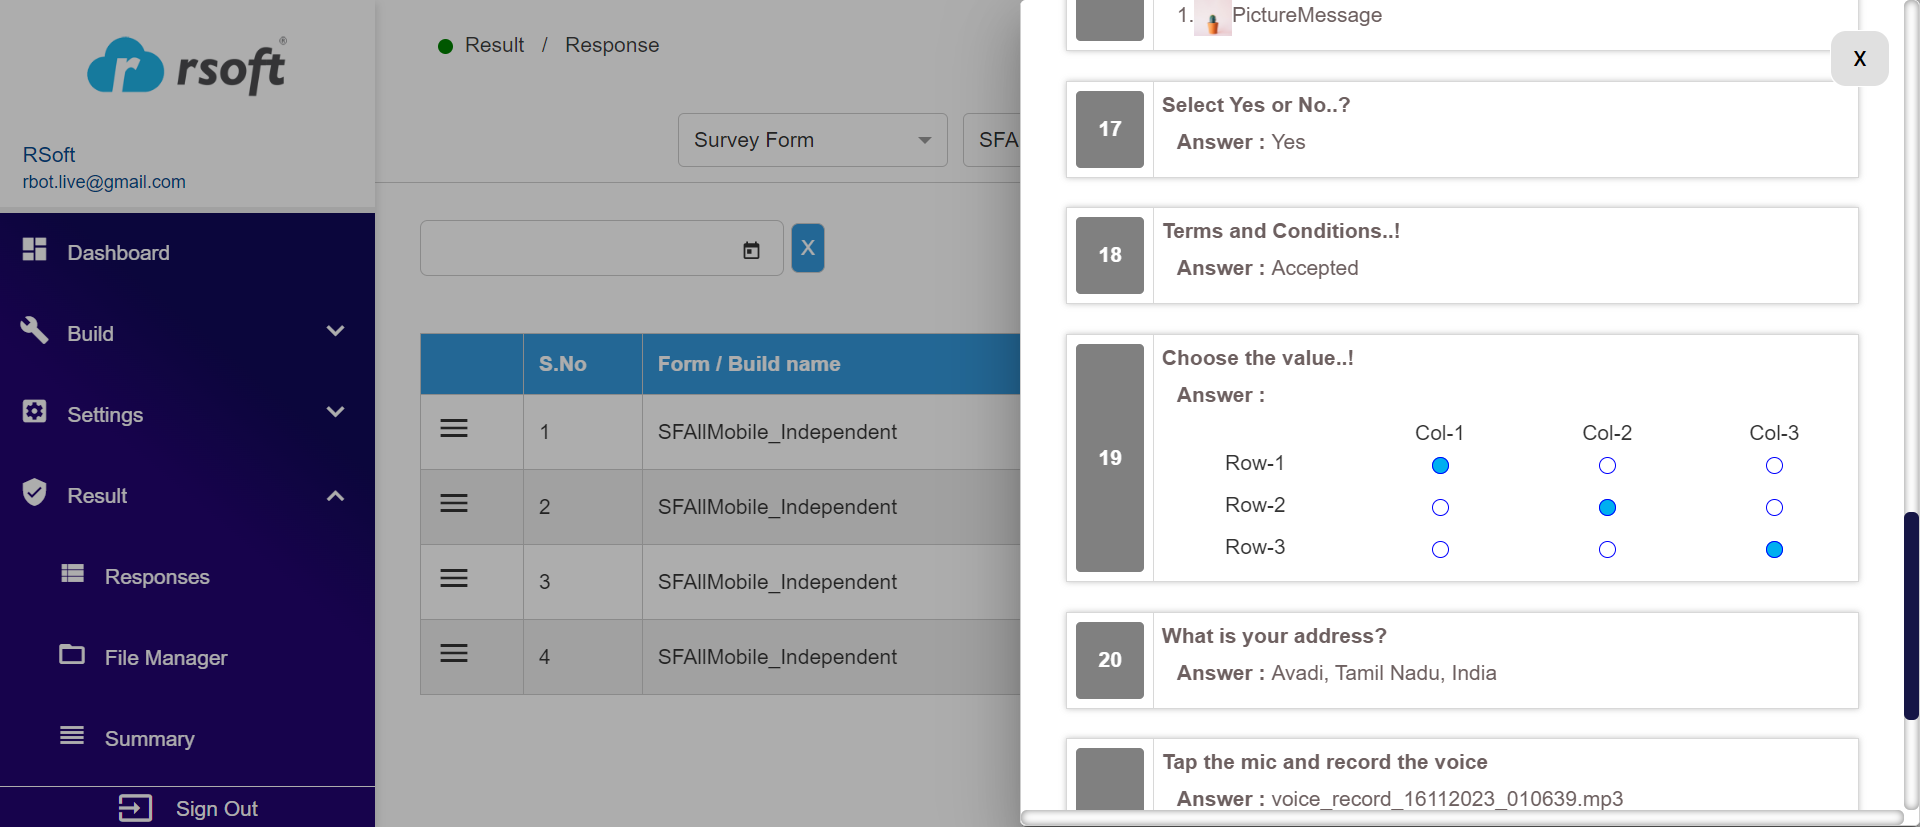 rsoft®
RSoft
rbot.live@gmail.com
Dashboard
Build
Settings
Result
Responses
File Manager
Summary
Sign Out
Result / Response
Survey Form
SFA
X
S.No Form / Build name
1 SFAllMobile_Independent
2 SFAllMobile_Independent
3 SFAllMobile_Independent
4 SFAllMobile_Independent
X
1. PictureMessage
17
Select Yes or No..?
Answer : Yes
18
Terms and Conditions..!
Answer : Accepted
19
Choose the value..!
Answer :
Col-1 Col-2 Col-3
Row-1
Row-2
Row-3
20
What is your address?
Answer : Avadi, Tamil Nadu, India
Tap the mic and record the voice
Answer : voice_record_16112023_010639.mp3